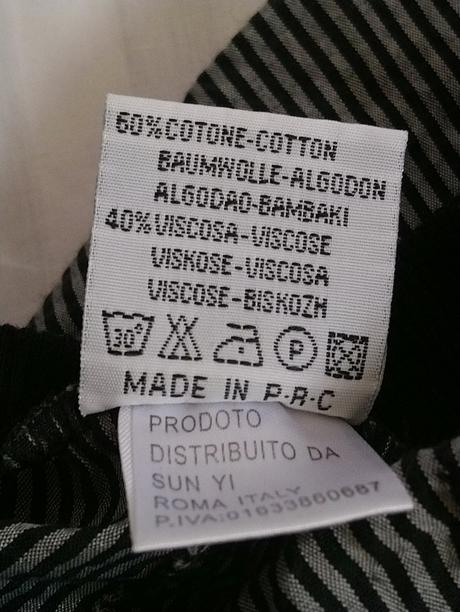 60% COTONE-COTTON
BAUMWOLLE-ALGODON
ALGODAO-BAMBAKI
40% VISCOSA-VISCOSE
VISKOSE-VISCOSA
VISCOSE-BISKOZH
30° P
MADE IN P.R.C
PRODOTO
DISTRIBUITO DA
SUN YI
ROMA ITALY
P.IVA:01633860687